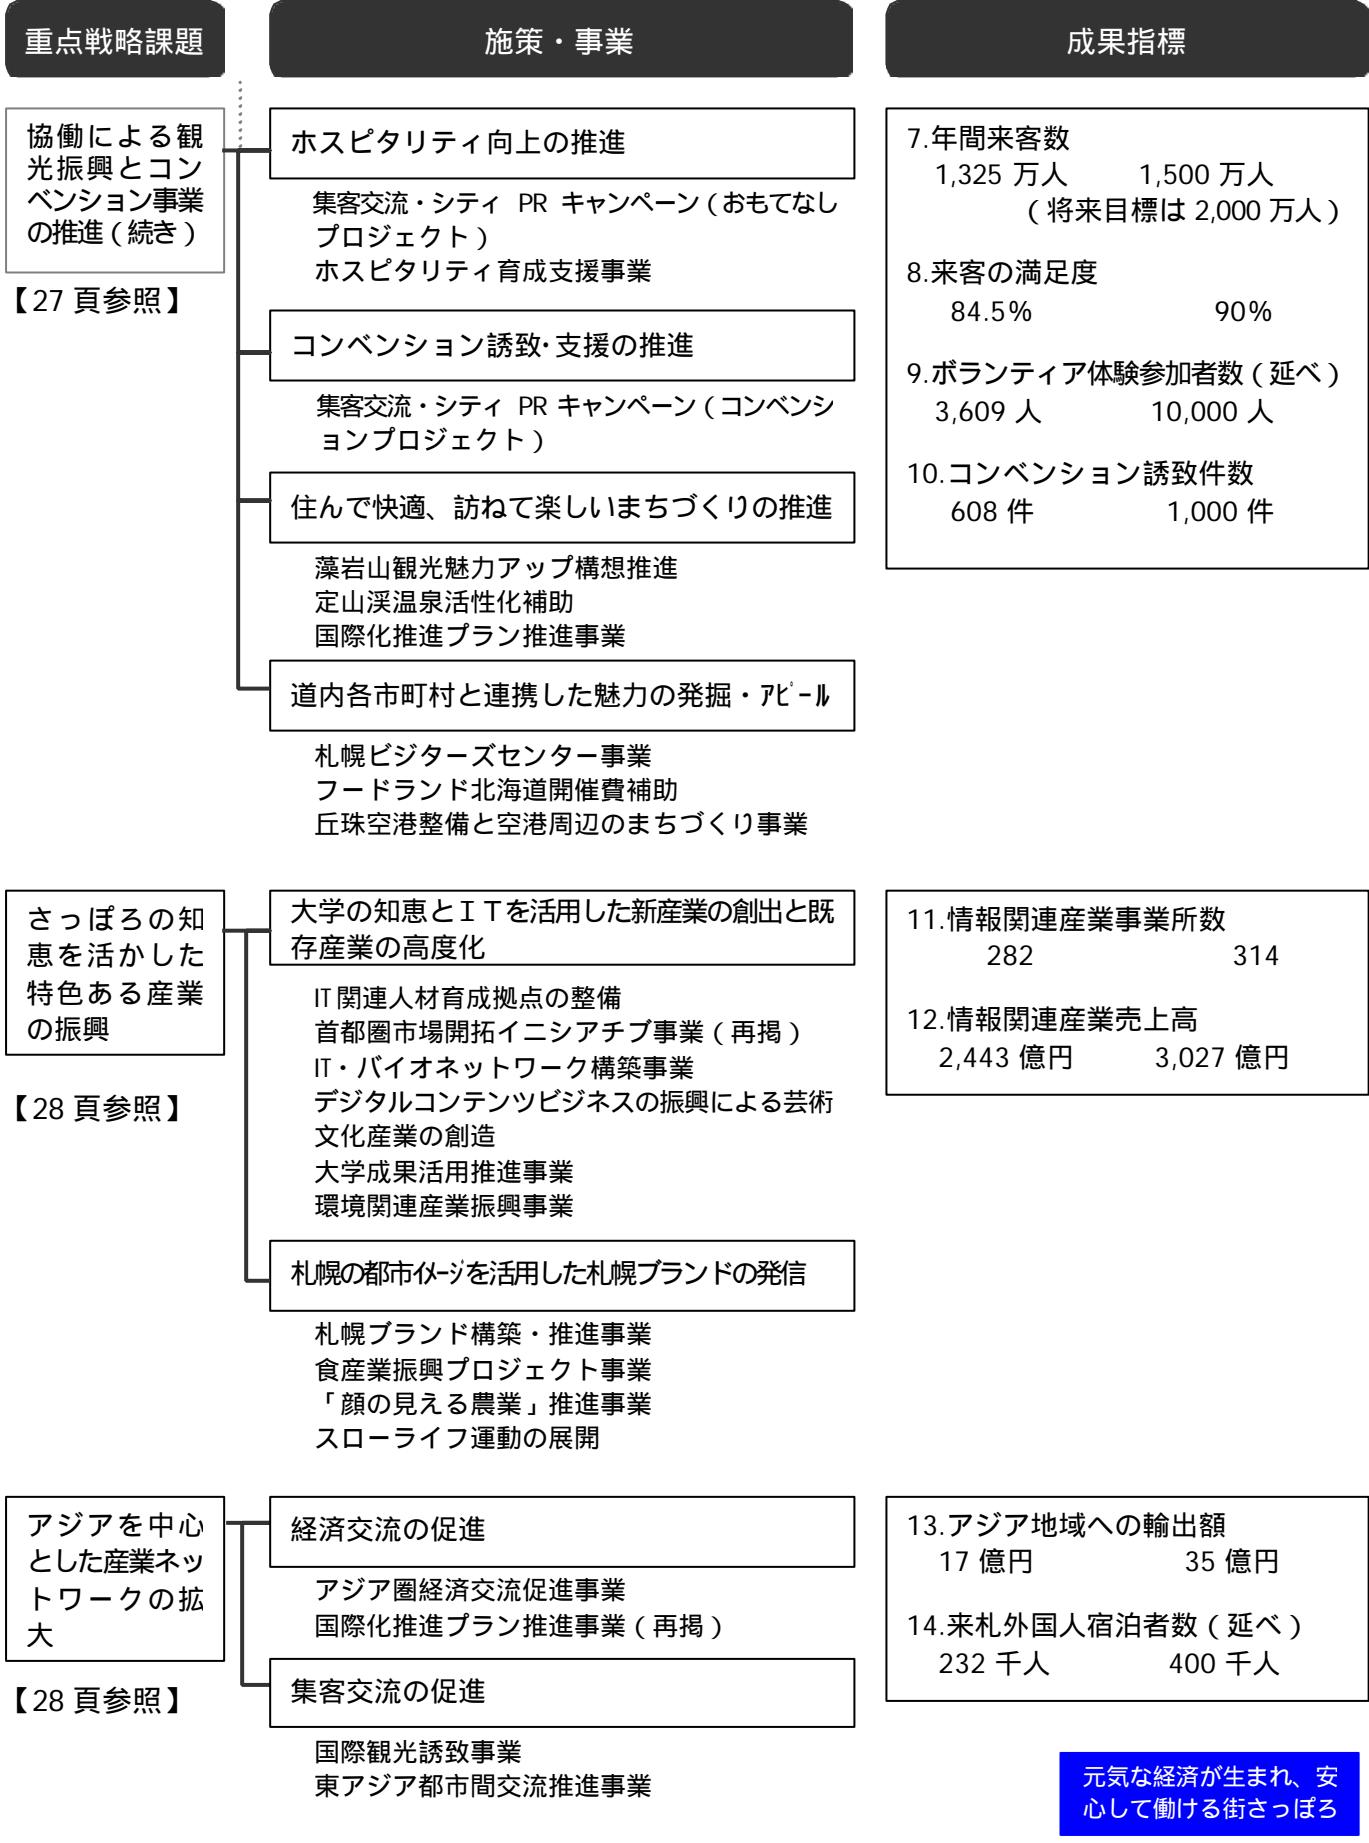 重点戦略課題
施策・事業
成果指標
協働による観
光振興とコン
ベンション事業
の推進（続き）
【27 頁参照】
ホスピタリティ向上の推進
集客交流・シティ PR キャンペーン（おもてなし
プロジェクト）
ホスピタリティ育成支援事業
コンベンション誘致・支援の推進
集客交流・シティ PR キャンペーン（コンベンシ
ョンプロジェクト）
住んで快適、訪ねて楽しいまちづくりの推進
藻岩山観光魅力アップ構想推進
定山渓温泉活性化補助
国際化推進プラン推進事業
道内各市町村と連携した魅力の発掘・ｱﾋﾟｰﾙ
札幌ビジターズセンター事業
フードランド北海道開催費補助
丘珠空港整備と空港周辺のまちづくり事業
7.年間来客数
1,325 万人 1,500 万人
（将来目標は 2,000 万人）
8.来客の満足度
84.5% 90%
9.ボランティア体験参加者数（延べ）
3,609 人 10,000 人
10.コンベンション誘致件数
608 件 1,000 件
さっぽろの知
恵を活かした
特色ある産業
の振興
【28 頁参照】
大学の知恵とＩＴを活用した新産業の創出と既
存産業の高度化
IT関連人材育成拠点の整備
首都圏市場開拓イニシアチブ事業（再掲）
IT・バイオネットワーク構築事業
デジタルコンテンツビジネスの振興による芸術
文化産業の創造
大学成果活用推進事業
環境関連産業振興事業
札幌の都市ｲﾒｰｼﾞを活用した札幌ブランドの発信
札幌ブランド構築・推進事業
食産業振興プロジェクト事業
「顔の見える農業」推進事業
スローライフ運動の展開
11.情報関連産業事業所数
282 314
12.情報関連産業売上高
2,443 億円 3,027 億円
アジアを中心
とした産業ネッ
トワークの拡
大
【28 頁参照】
経済交流の促進
アジア圏経済交流促進事業
国際化推進プラン推進事業（再掲）
集客交流の促進
国際観光誘致事業
東アジア都市間交流推進事業
13.アジア地域への輸出額
17 億円 35 億円
14.来札外国人宿泊者数（延べ）
232 千人 400 千人
元気な経済が生まれ、安
心して働ける街さっぽろ